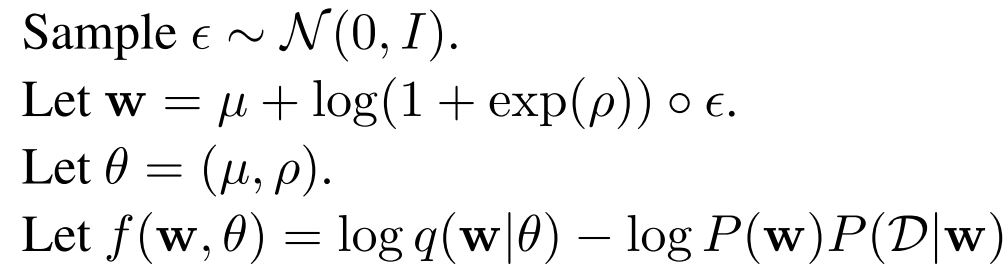 Sample ϵ ∼ 𝒩(0, I).
Let 𝐰 = μ + log(1 + exp(ρ)) ∘ ϵ.
Let θ = (μ, ρ).
Let f(𝐰, θ) = log q(𝐰|θ) − log P(𝐰)P(𝒟|𝐰)